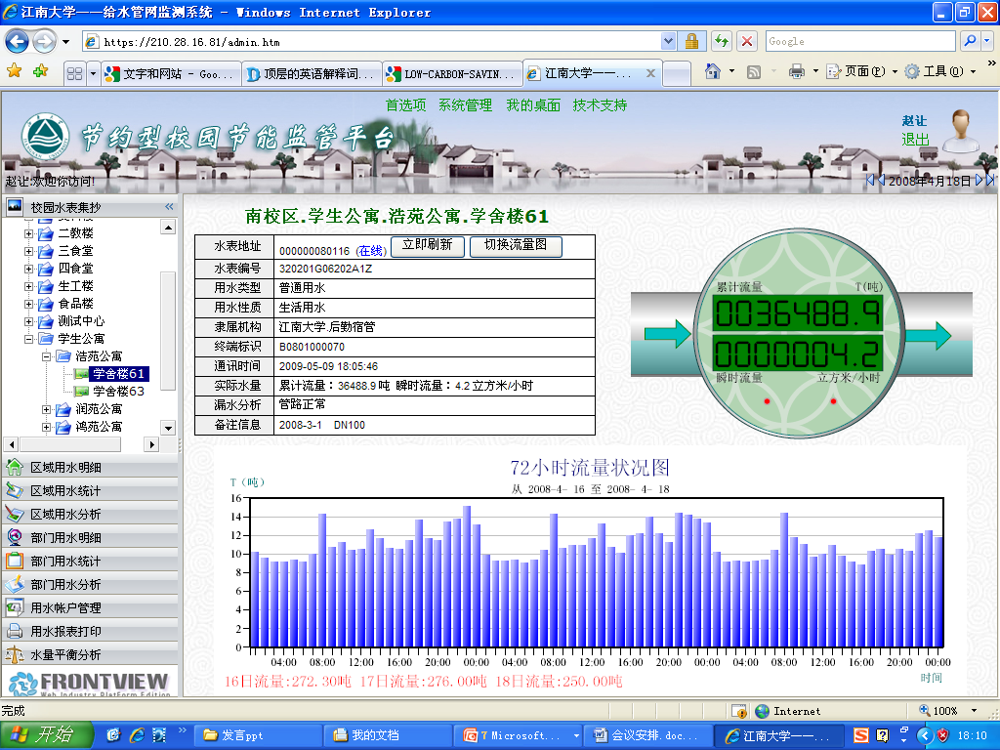 江南大学——给水管网监测系统 - Windows Internet Explorer
https://210.28.16.81/admin.htm
Google
文字和网站 - Goo...
顶层的英语解释词...
LOW-CARBON-SAVIN...
江南大学——...
页面(P)
工具(O)
首选项 系统管理 我的桌面 技术支持
节约型校园节能监管平台
赵让
退出
赵让:欢迎你访问!
2008年4月18日
校园水表集抄
二教楼
三食堂
四食堂
生工楼
食品楼
测试中心
学生公寓
浩苑公寓
学舍楼61
学舍楼63
润苑公寓
鸿苑公寓
区域用水明细
区域用水统计
区域用水分析
部门用水明细
部门用水统计
部门用水分析
用水帐户管理
用水报表打印
水量平衡分析
FRONTVIEW
Web Industry Platform Edition
南校区.学生公寓.浩苑公寓.学舍楼61
水表地址 000000080116 (在线) 立即刷新 切换流量图
水表编号 320201G06202A1Z
用水类型 普通用水
用水性质 生活用水
隶属机构 江南大学.后勤宿管
终端标识 B0801000070
通讯时间 2009-05-09 18:05:46
实际水量 累计流量：36488.9 吨 瞬时流量：4.2 立方米/小时
漏水分析 管路正常
备注信息 2008-3-1 DN100
累计流量 T(吨)
0036488.9
0000004.2
瞬时流量 立方米/小时
72小时流量状况图
从 2008-4- 16 至 2008- 4- 18
T（吨）
16
14
12
10
8
6
4
2
0
04:00 08:00 12:00 16:00 20:00 00:00 04:00 08:00 12:00 16:00 20:00 00:00 04:00 08:00 12:00 16:00 20:00 00:00
时间
16日流量:272.30吨 17日流量:276.00吨 18日流量:250.00吨
完成
Internet
100%
开始
发言ppt
我的文档
7 Microsoft...
会议安排.doc...
江南大学——...
18:10